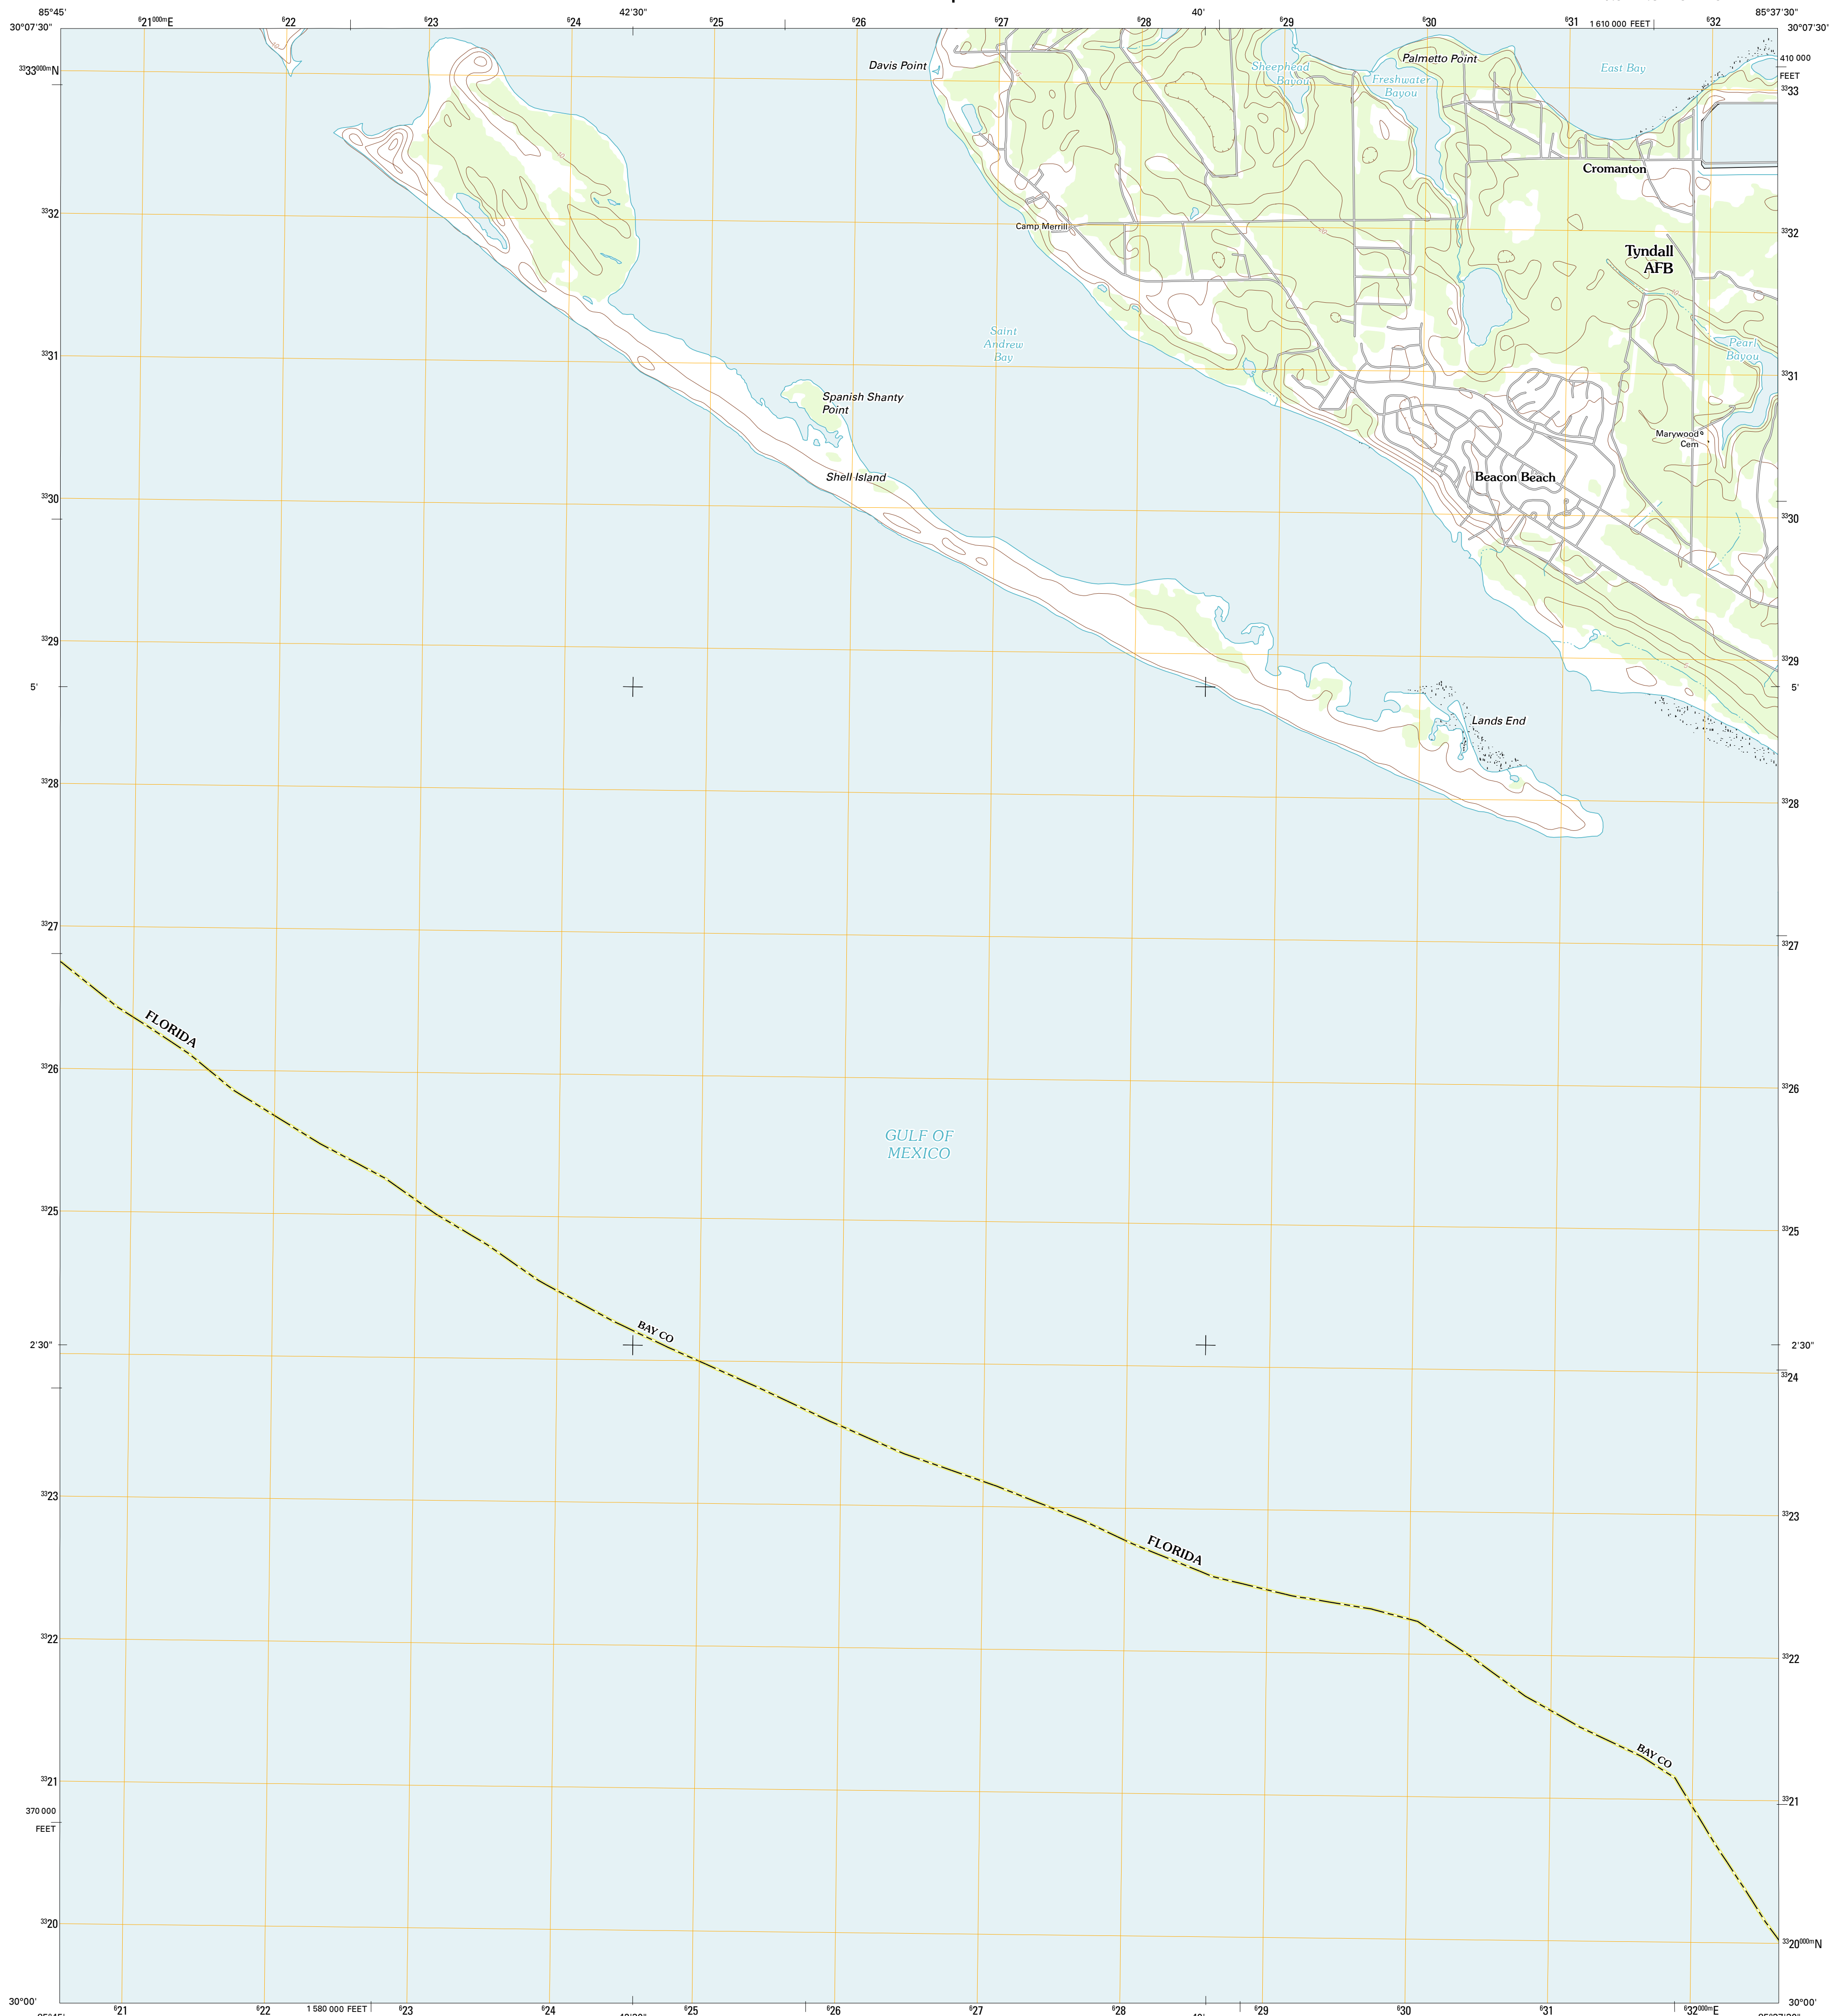 85°45'
⁶21⁰⁰⁰ᵐE
⁶22
⁶23
⁶24
42'30"
⁶25
⁶26
⁶27
⁶28
40'
⁶29
⁶30
⁶31
1 610 000 FEET
⁶32
85°37'30"
30°07'30"
30°07'30"
³³33⁰⁰⁰ᵐN
410 000
FEET
³³33
Davis Point
Sheephead
Bayou
Freshwater
Bayou
Palmetto Point
East Bay
Cromanton
³³32
³³32
Camp Merrill
Tyndall
AFB
Saint
Andrew
Bay
Pearl
Bayou
³³31
³³31
Spanish Shanty
Point
Marywood
Cem
Shell Island
Beacon Beach
³³30
³³30
³³29
³³29
5'
5'
Lands End
³³28
³³28
³³27
³³27
FLORIDA
³³26
³³26
GULF OF
MEXICO
³³25
³³25
BAY CO
2'30"
2'30"
³³24
³³23
³³23
FLORIDA
³³22
³³22
BAY CO
³³21
³³21
370 000
FEET
³³20
³³20⁰⁰⁰ᵐN
30°00'
30°00'
⁶21
⁶22
1 580 000 FEET
⁶23
⁶24
⁶25
⁶26
⁶27
⁶28
⁶29
⁶30
⁶31
⁶32⁰⁰⁰ᵐE